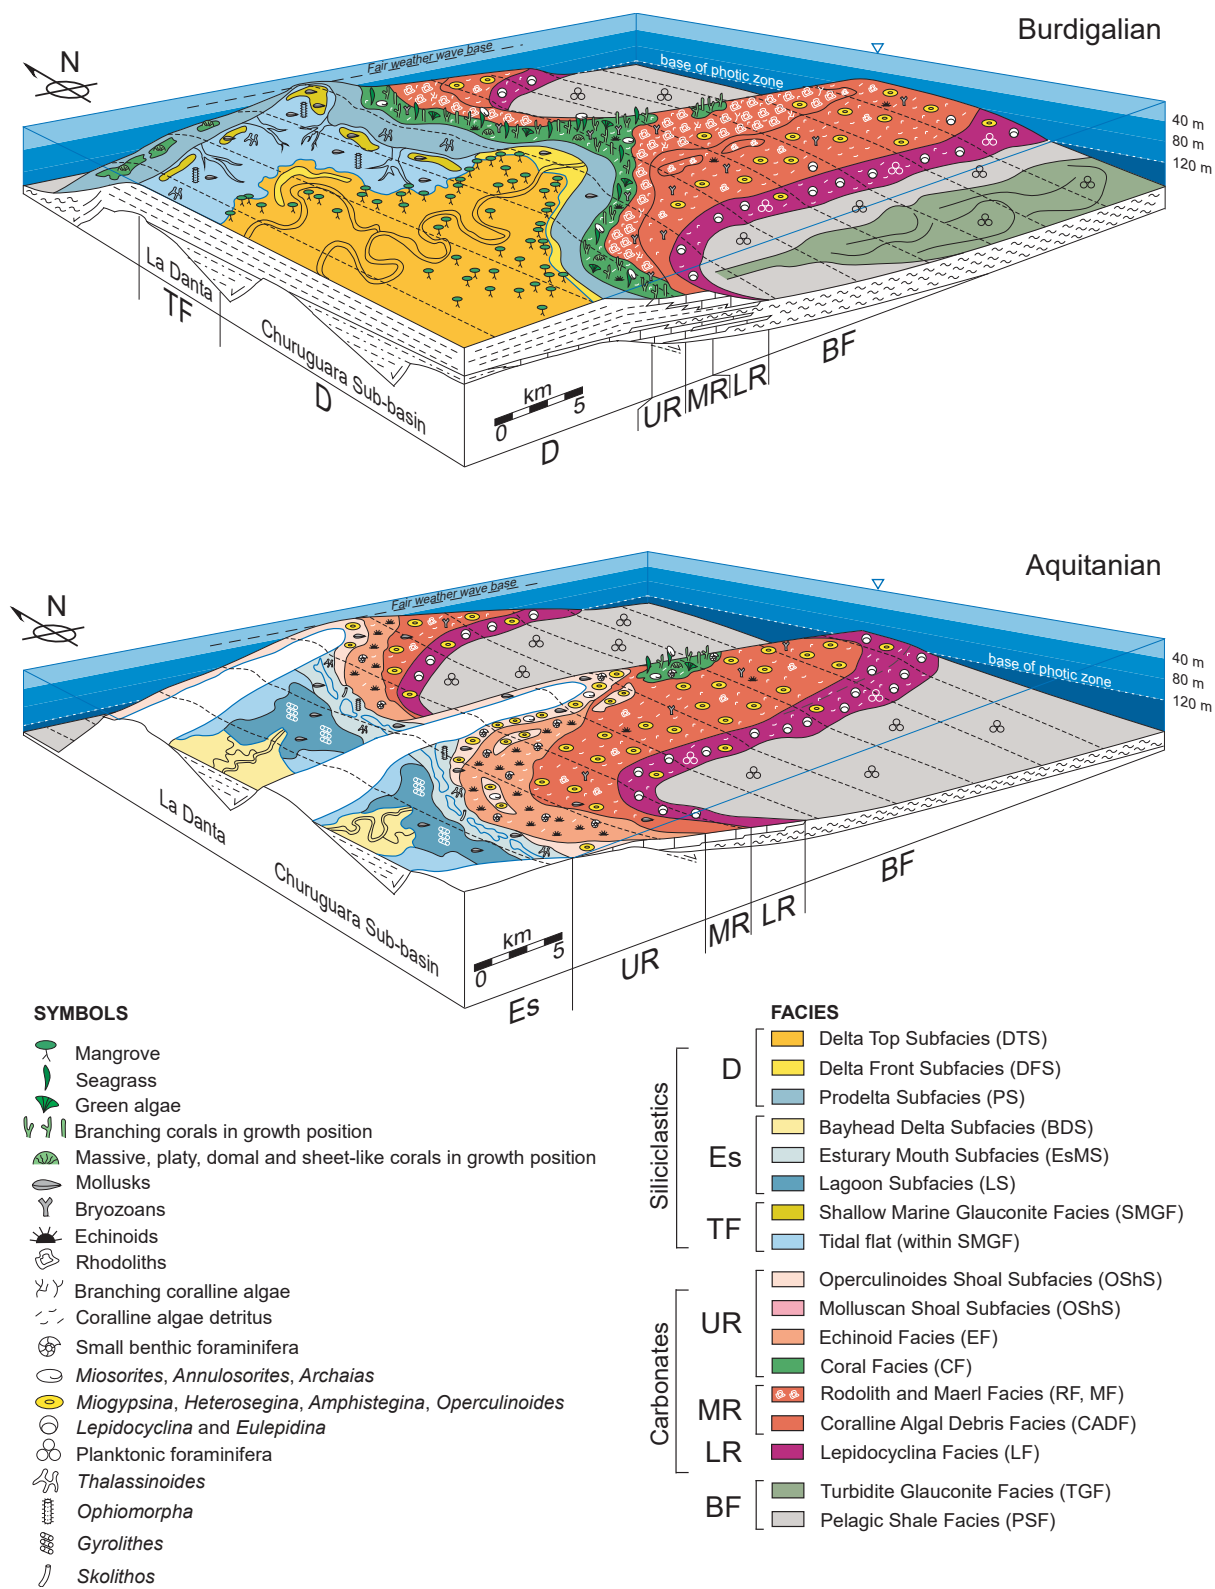 Burdigalian
N
Fair weather wave base
base of photic zone
40 m
80 m
120 m
La Danta
TF
Churuguara Sub-basin
D
km
0 5
D
UR
MR
LR
BF
Aquitanian
N
Fair weather wave base
base of photic zone
40 m
80 m
120 m
La Danta
Churuguara Sub-basin
km
0 5
Es
UR
MR
LR
BF
SYMBOLS
Mangrove
Seagrass
Green algae
Branching corals in growth position
Massive, platy, domal and sheet-like corals in growth position
Mollusks
Bryozoans
Echinoids
Rhodoliths
Branching coralline algae
Coralline algae detritus
Small benthic foraminifera
Miosorites, Annulosorites, Archaias
Miogypsina, Heterosegina, Amphistegina, Operculinoides
Lepidocyclina and Eulepidina
Planktonic foraminifera
Thalassinoides
Ophiomorpha
Gyrolithes
Skolithos
FACIES
Siliciclastics
D
Delta Top Subfacies (DTS)
Delta Front Subfacies (DFS)
Prodelta Subfacies (PS)
Es
Bayhead Delta Subfacies (BDS)
Esturary Mouth Subfacies (EsMS)
Lagoon Subfacies (LS)
TF
Shallow Marine Glauconite Facies (SMGF)
Tidal flat (within SMGF)
Carbonates
UR
Operculinoides Shoal Subfacies (OShS)
Molluscan Shoal Subfacies (OShS)
Echinoid Facies (EF)
Coral Facies (CF)
MR
Rodolith and Maerl Facies (RF, MF)
Coralline Algal Debris Facies (CADF)
LR
Lepidocyclina Facies (LF)
BF
Turbidite Glauconite Facies (TGF)
Pelagic Shale Facies (PSF)